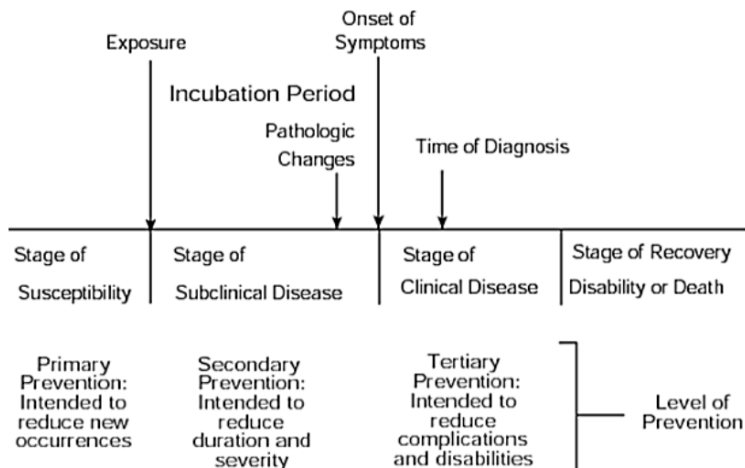 Onset of
Symptoms
Exposure
Incubation Period
Pathologic
Changes
Time of Diagnosis
Stage of
Susceptibility
Stage of
Subclinical Disease
Stage of
Clinical Disease
Stage of Recovery
Disability or Death
Primary
Prevention:
Intended to
reduce new
occurrences
Secondary
Prevention:
Intended to
reduce
duration and
severity
Tertiary
Prevention:
Intended to
reduce
complications
and disabilities
Level of
Prevention